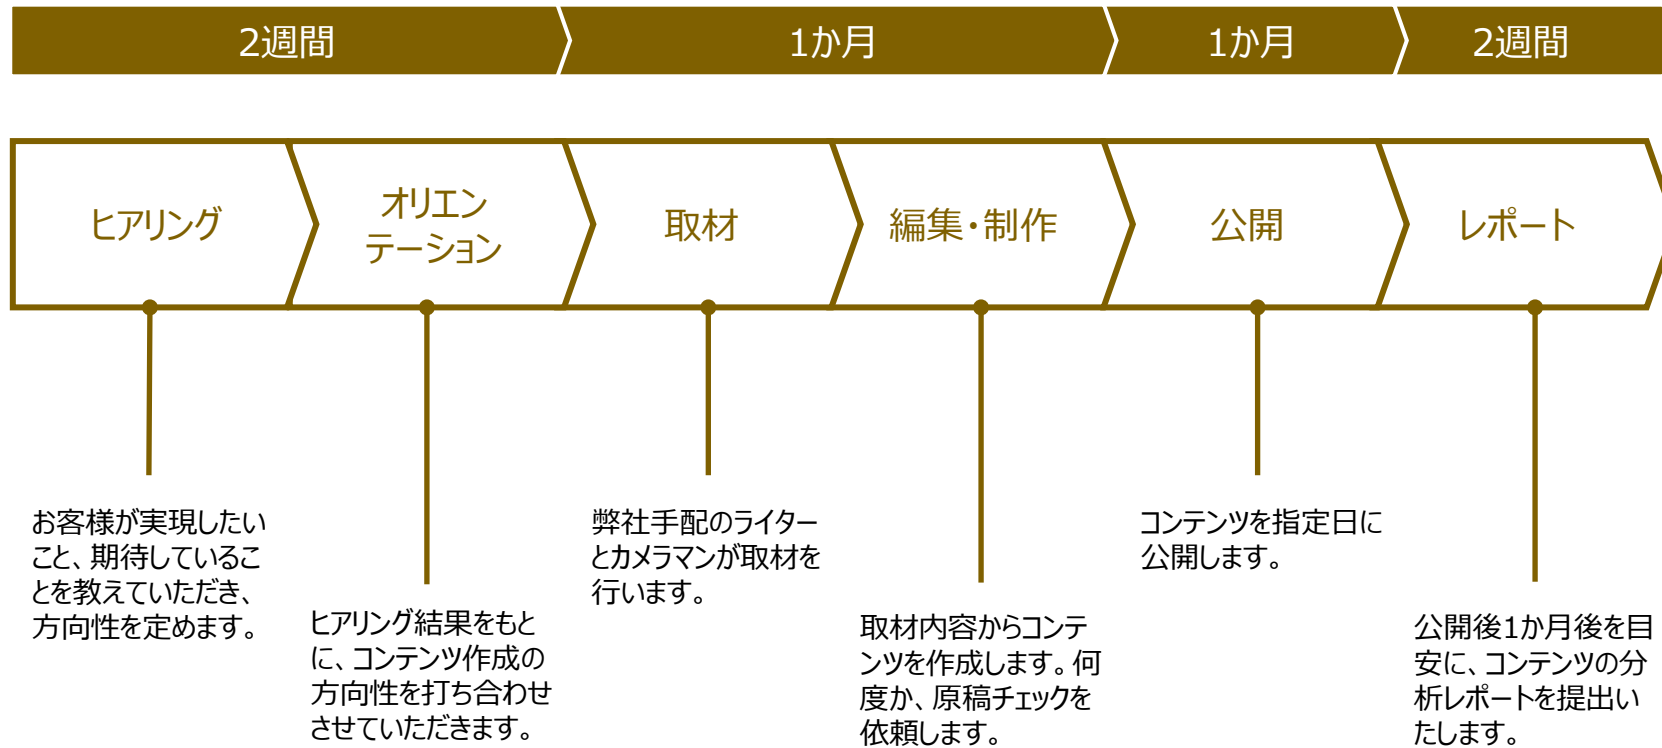 2週間
1か月
1か月
2週間
ヒアリング
オリエン
テーション
取材
編集・制作
公開
レポート
お客様が実現したい
こと、期待しているこ
とを教えていただき、
方向性を定めます。
ヒアリング結果をもと
に、コンテンツ作成の
方向性を打ち合わせ
させていただきます。
弊社手配のライター
とカメラマンが取材を
行います。
取材内容からコンテ
ンツを作成します。何
度か、原稿チェックを
依頼します。
コンテンツを指定日に
公開します。
公開後1か月後を目
安に、コンテンツの分
析レポートを提出い
たします。